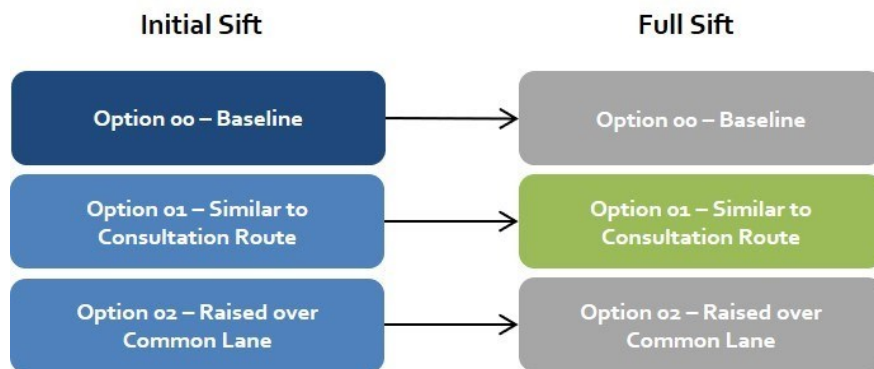 Initial Sift
Full Sift
Option 00 – Baseline
Option 00 – Baseline
Option 01 – Similar to
Consultation Route
Option 01 – Similar to
Consultation Route
Option 02 – Raised over
Common Lane
Option 02 – Raised over
Common Lane